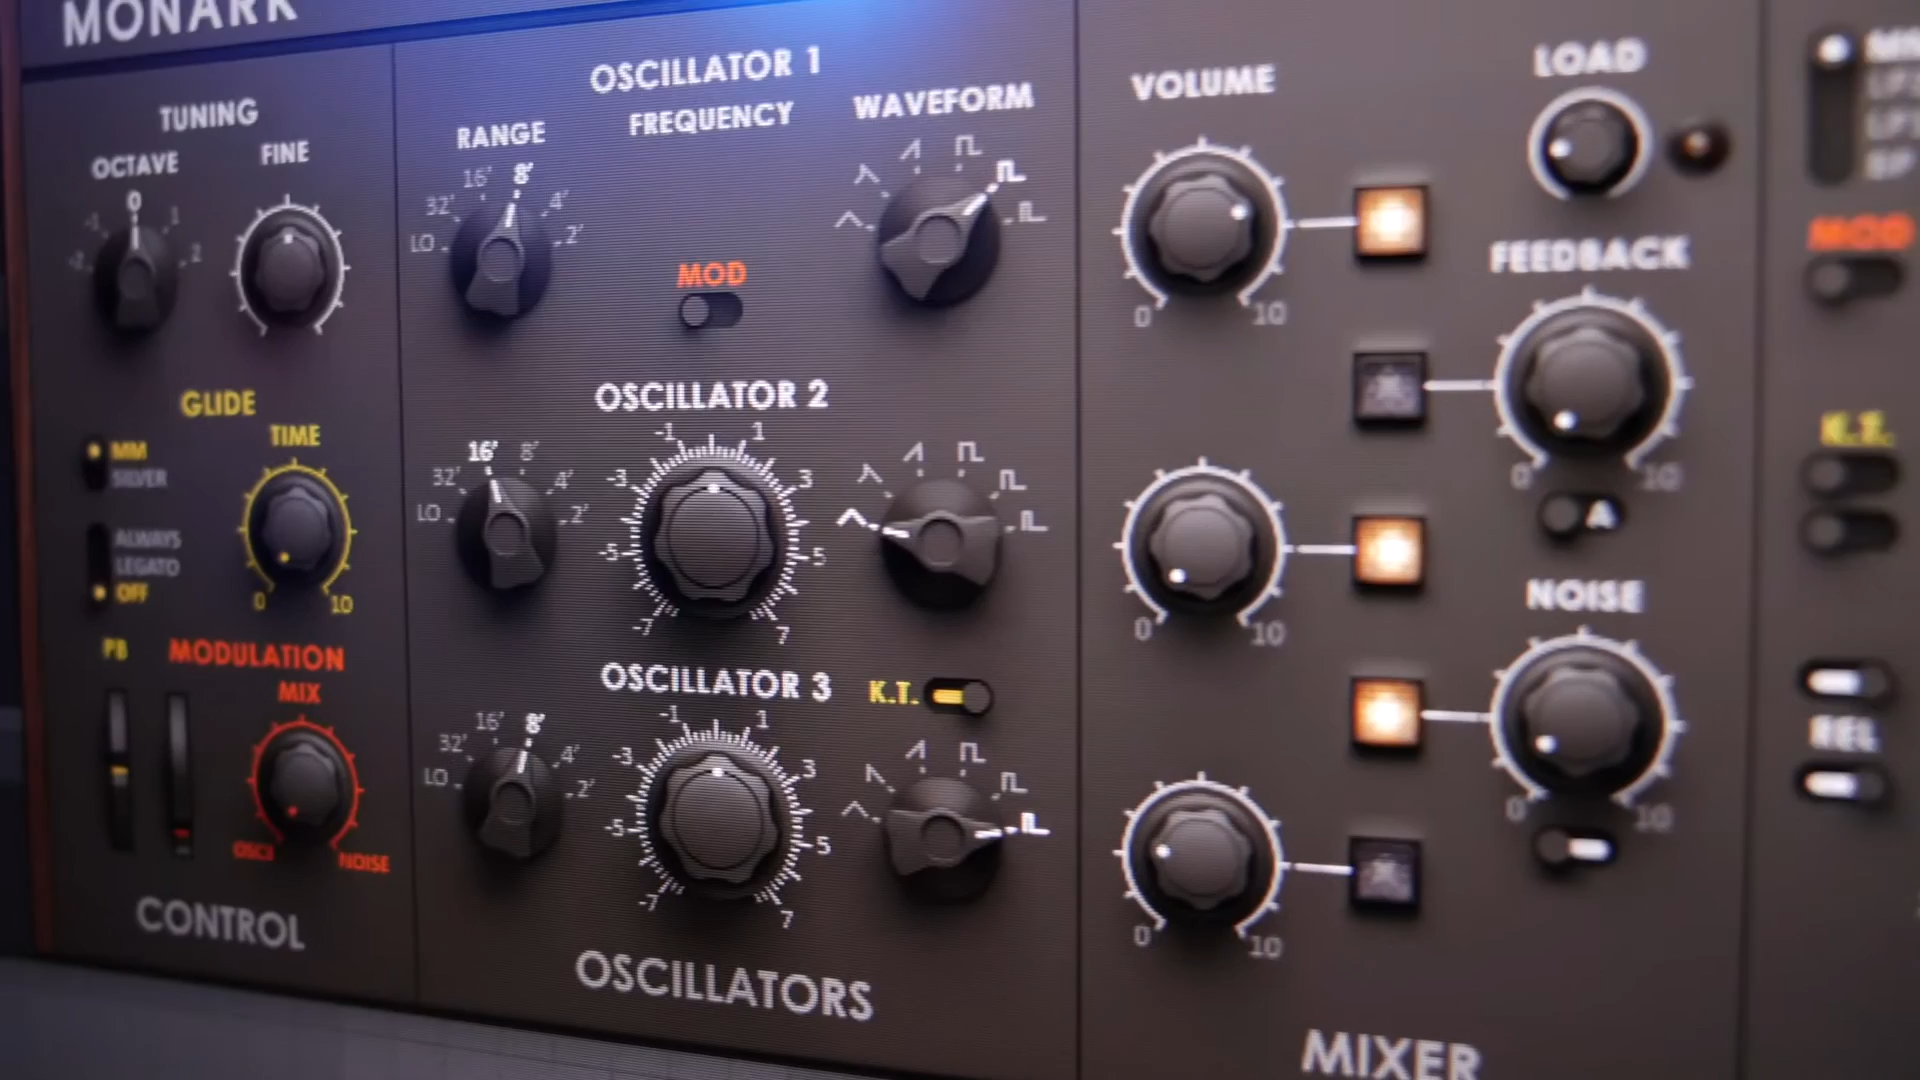 MONARK
TUNING
OCTAVE
FINE
-2 -1 0 1 2
GLIDE
TIME
MM
SILVER
ALWAYS
LEGATO
OFF
0 10
PB
MODULATION
MIX
OSC3 NOISE
CONTROL
OSCILLATOR 1
RANGE
FREQUENCY
WAVEFORM
LO 32' 16' 8' 4' 2'
MOD
OSCILLATOR 2
LO 32' 16' 8' 4' 2'
-7 -5 -3 -1 1 3 5 7
OSCILLATOR 3
K.T.
LO 32' 16' 8' 4' 2'
-7 -5 -3 -1 1 3 5 7
OSCILLATORS
VOLUME
0 10
0 10
0 10
LOAD
FEEDBACK
0 10
A
NOISE
0 10
MIXER
MOD
K.T.
REL